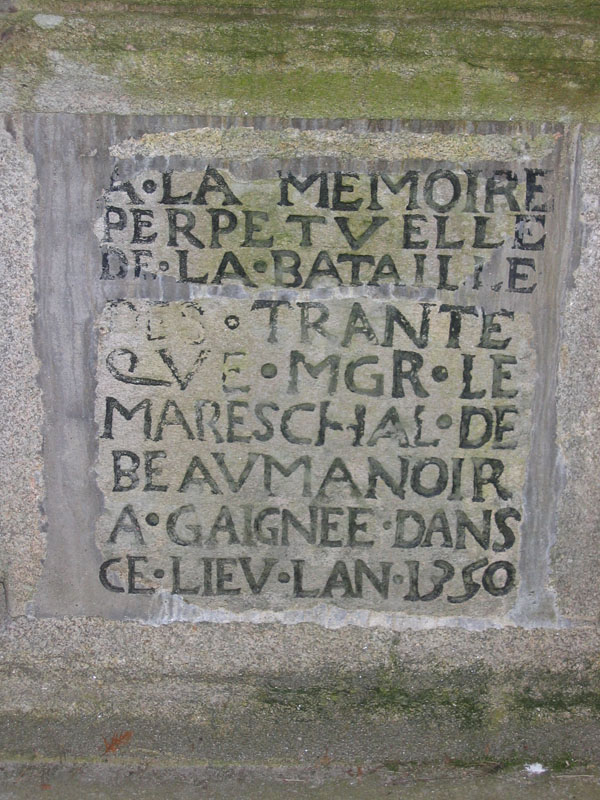 A·LA MEMOIRE
PERPETVELLE
DE·LA·BATAILLE
DES·TRANTE
QVE·MGR·LE
MARESCHAL·DE
BEAVMANOIR
A·GAIGNEE·DANS
CE·LIEV·LAN·1350